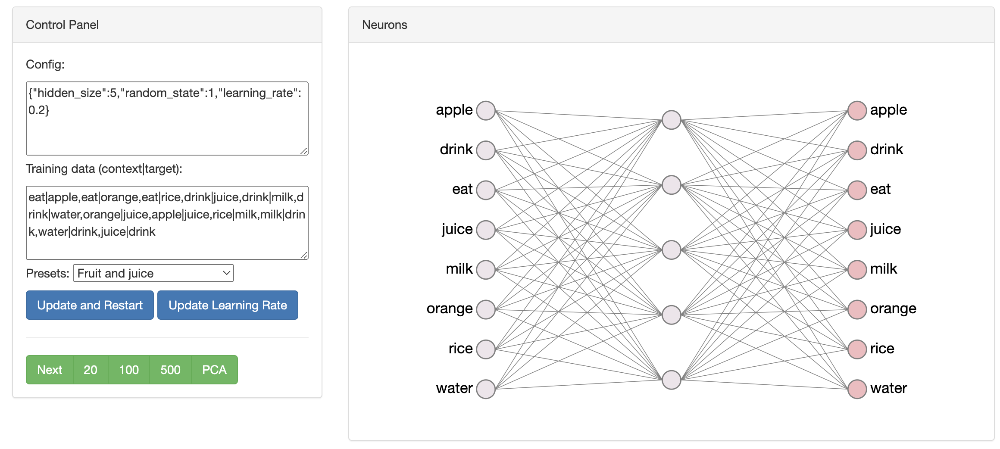 Control Panel
Config:
{"hidden_size":5,"random_state":1,"learning_rate":
0.2}
Training data (context|target):
eat|apple,eat|orange,eat|rice,drink|juice,drink|milk,d
rink|water,orange|juice,apple|juice,rice|milk,milk|drin
k,water|drink,juice|drink
Presets: Fruit and juice
Update and Restart Update Learning Rate
Next 20 100 500 PCA
Neurons
apple apple
drink drink
eat eat
juice juice
milk milk
orange orange
rice rice
water water